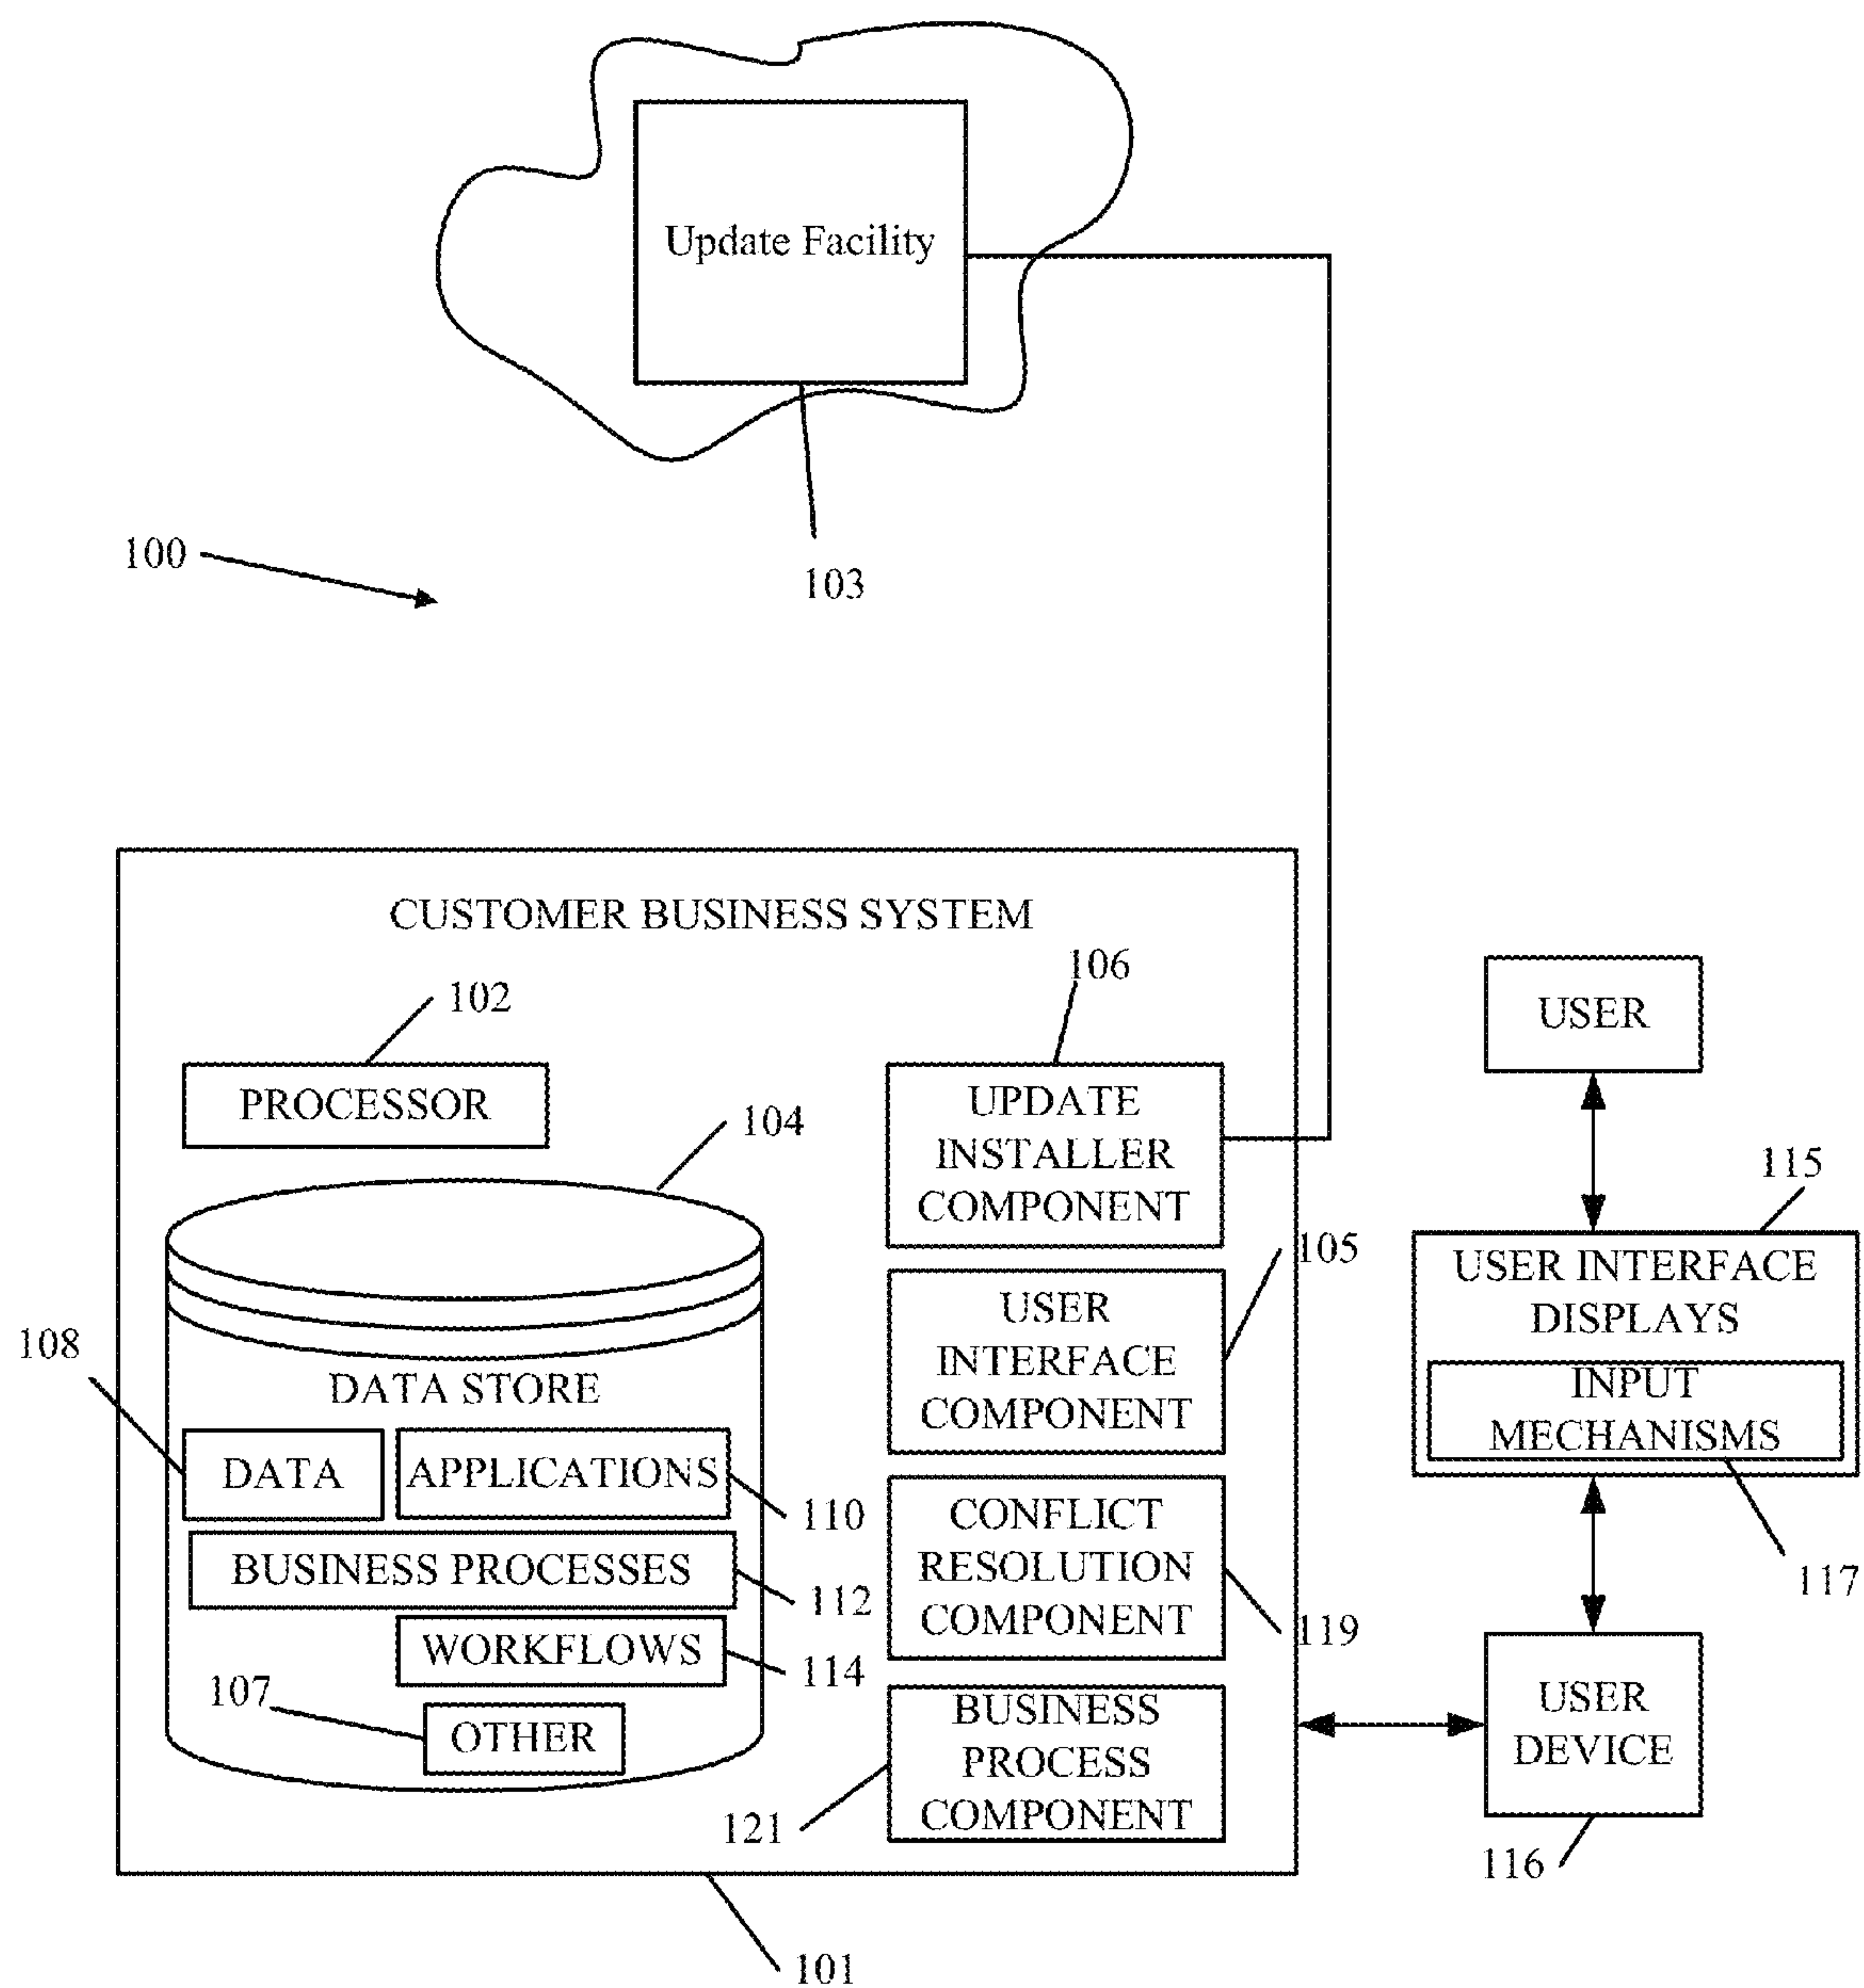 Update Facility
100
103
CUSTOMER BUSINESS SYSTEM
106
102
USER
PROCESSOR
UPDATE
INSTALLER
COMPONENT
104
115
105
USER INTERFACE
DISPLAYS
USER
INTERFACE
COMPONENT
108
DATA STORE
INPUT
MECHANISMS
DATA
APPLICATIONS
110
CONFLICT
RESOLUTION
COMPONENT
BUSINESS PROCESSES
112
117
119
WORKFLOWS
114
107
OTHER
BUSINESS
PROCESS
COMPONENT
USER
DEVICE
121
116
101